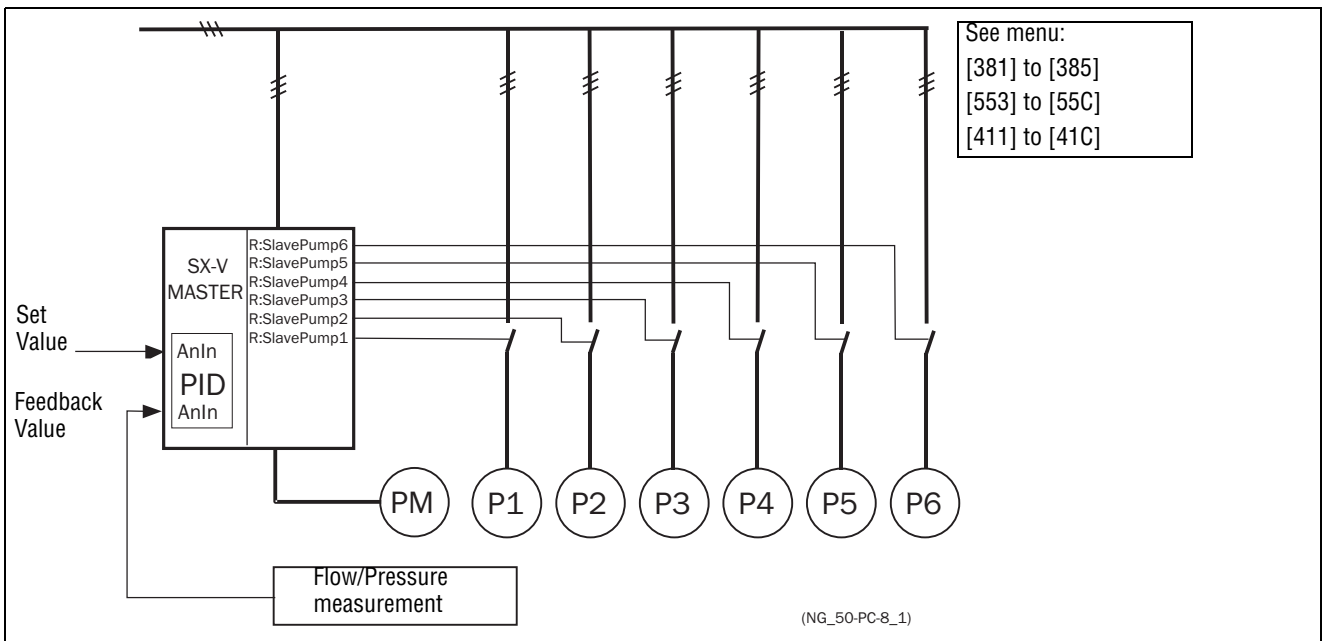 See menu:
[381] to [385]
[553] to [55C]
[411] to [41C]
SX-V
MASTER
R:SlavePump6
R:SlavePump5
R:SlavePump4
R:SlavePump3
R:SlavePump2
R:SlavePump1
Set
Value
AnIn
PID
AnIn
Feedback
Value
PM
P1
P2
P3
P4
P5
P6
Flow/Pressure
measurement
(NG_50-PC-8_1)